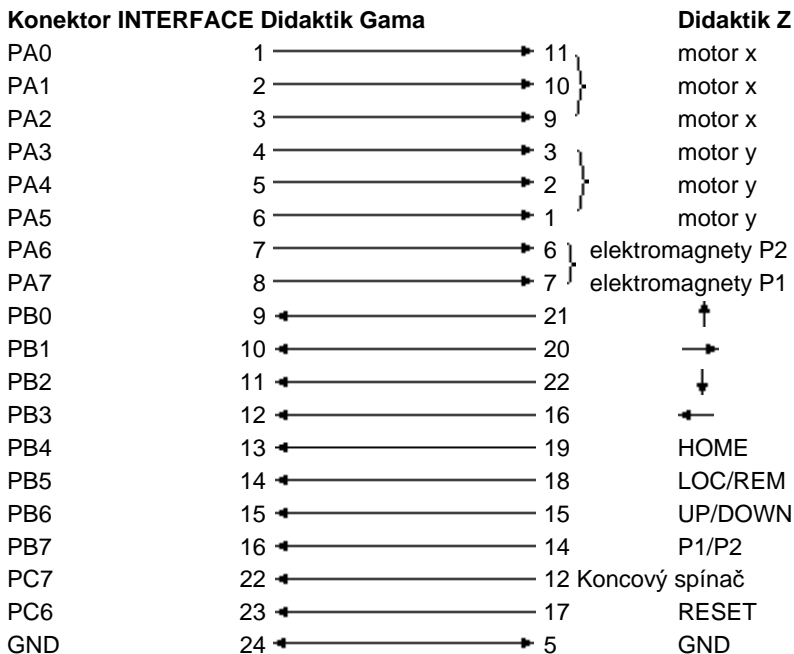 Konektor INTERFACE Didaktik Gama Didaktik Z
PA0 1 11 motor x
PA1 2 10 motor x
PA2 3 9 motor x
PA3 4 3 motor y
PA4 5 2 motor y
PA5 6 1 motor y
PA6 7 6 elektromagnety P2
PA7 8 7 elektromagnety P1
PB0 9 21
PB1 10 20
PB2 11 22
PB3 12 16
PB4 13 19 HOME
PB5 14 18 LOC/REM
PB6 15 15 UP/DOWN
PB7 16 14 P1/P2
PC7 22 12 Koncový spínač
PC6 23 17 RESET
GND 24 5 GND